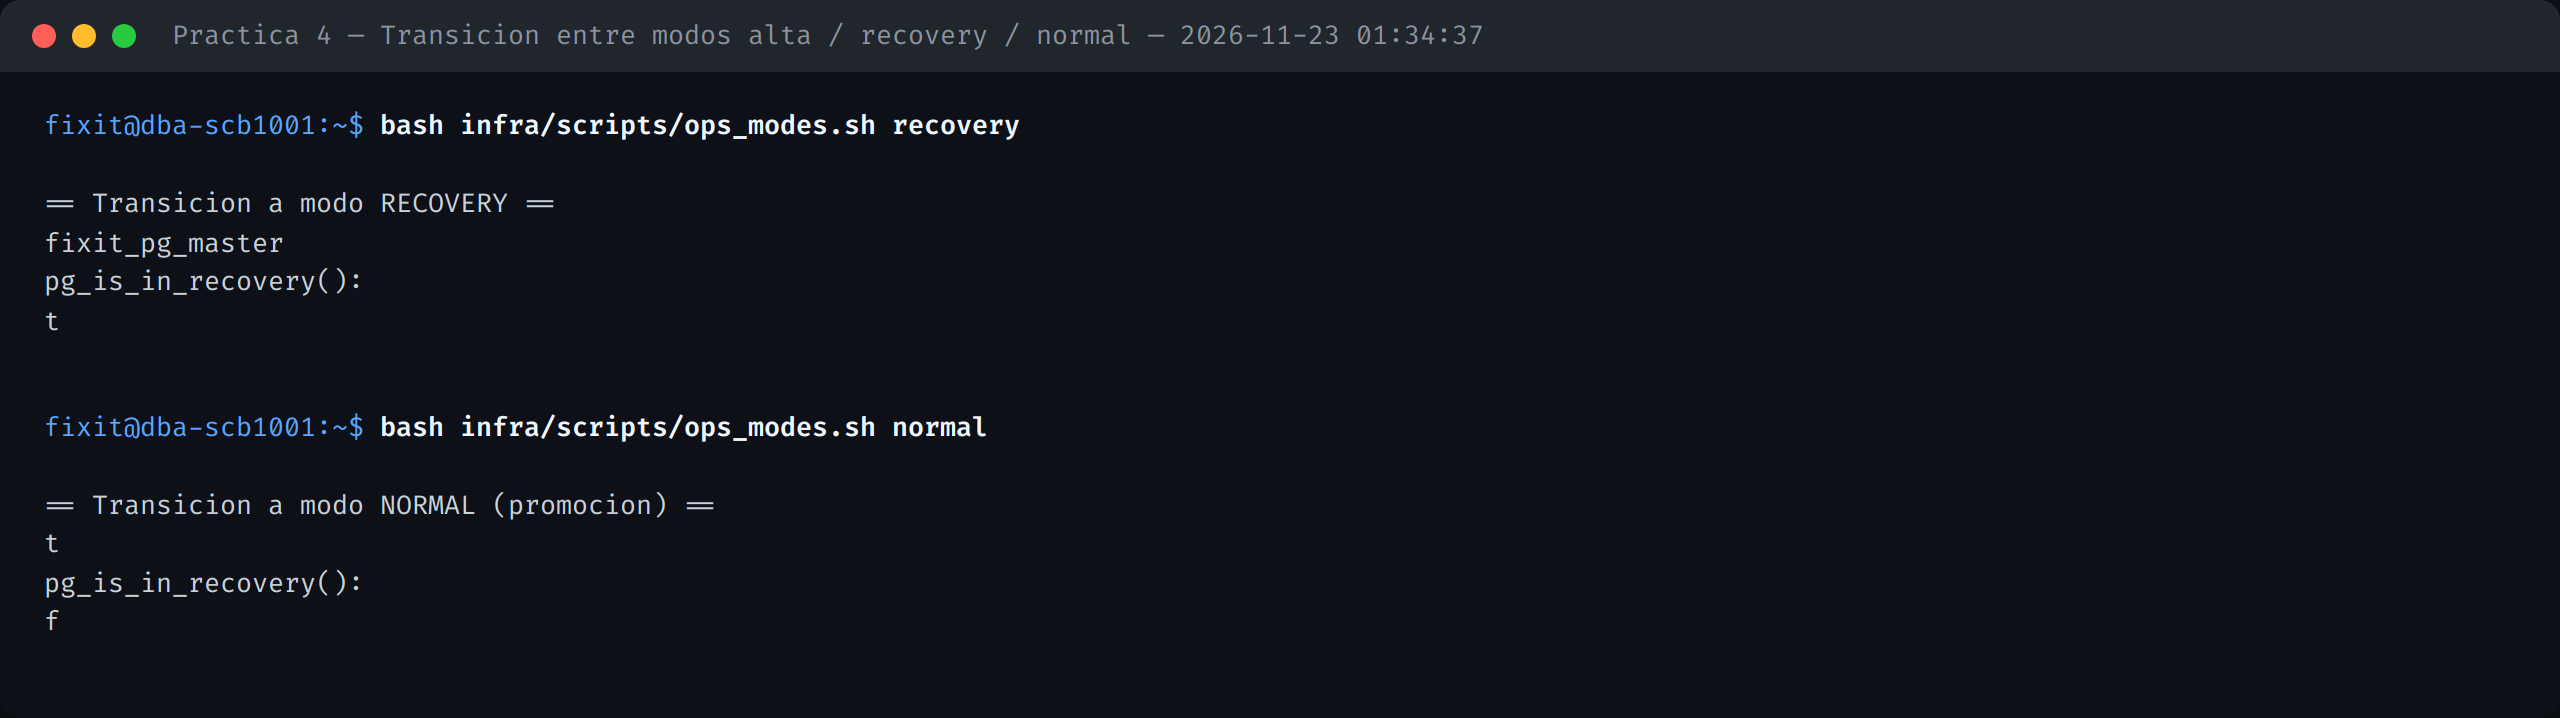 Practica 4 — Transicion entre modos alta / recovery / normal — 2026-11-23 01:34:37
fixit@dba-scb1001:~$ bash infra/scripts/ops_modes.sh recovery
== Transicion a modo RECOVERY ==
fixit_pg_master
pg_is_in_recovery():
t
fixit@dba-scb1001:~$ bash infra/scripts/ops_modes.sh normal
== Transicion a modo NORMAL (promocion) ==
t
pg_is_in_recovery():
f